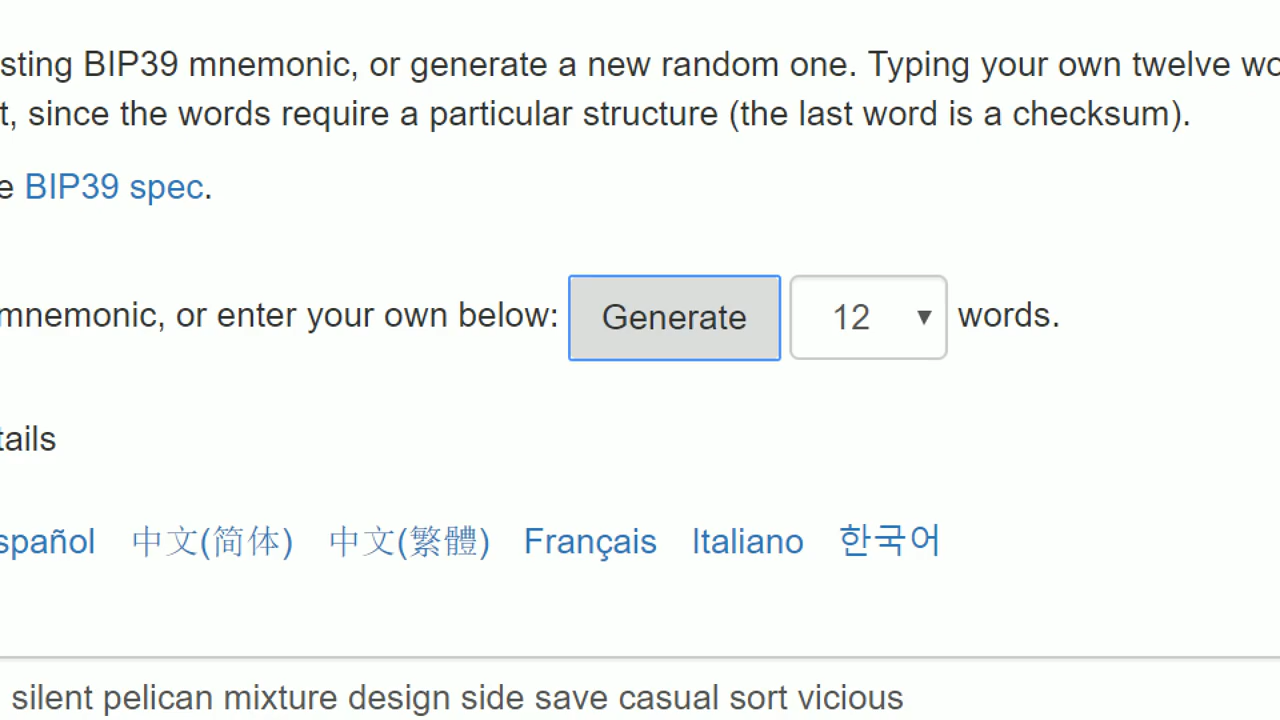 sting BIP39 mnemonic, or generate a new random one. Typing your own twelve wo
t, since the words require a particular structure (the last word is a checksum).
e BIP39 spec.
mnemonic, or enter your own below: Generate 12 ▼ words.
tails
spañol 中文(简体) 中文(繁體) Français Italiano 한국어
silent pelican mixture design side save casual sort vicious